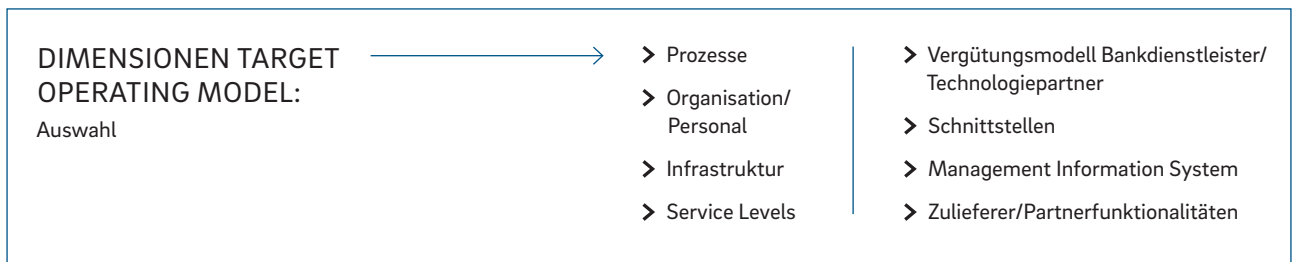 DIMENSIONEN TARGET
OPERATING MODEL:
Auswahl
Prozesse
Organisation/
Personal
Infrastruktur
Service Levels
Vergütungsmodell Bankdienstleister/
Technologiepartner
Schnittstellen
Management Information System
Zulieferer/Partnerfunktionalitäten